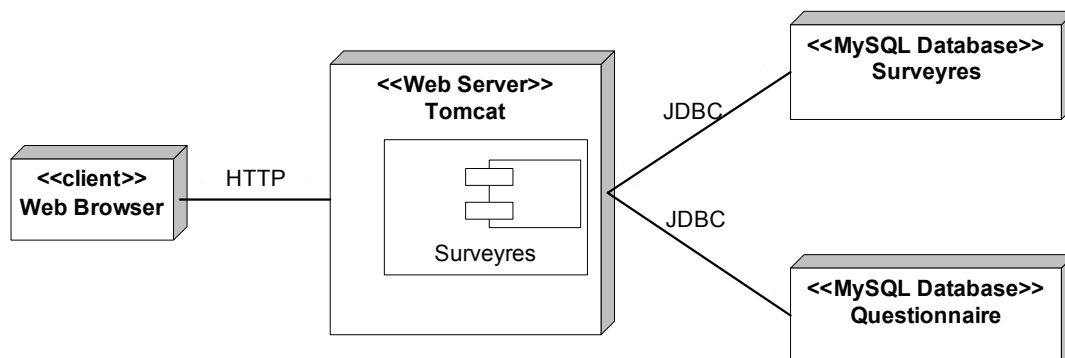 <<client>>
Web Browser
HTTP
<<Web Server>>
Tomcat
Surveyres
JDBC
JDBC
<<MySQL Database>>
Surveyres
<<MySQL Database>>
Questionnaire